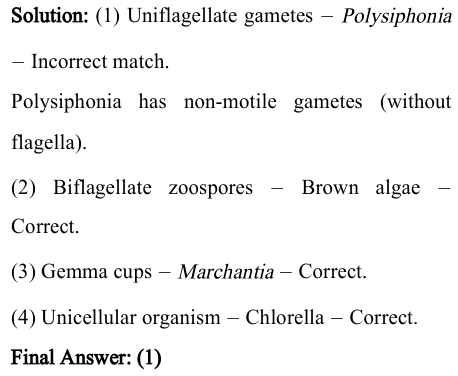 Solution: (1) Uniflagellate gametes – Polysiphonia
– Incorrect match.
Polysiphonia has non-motile gametes (without
flagella).
(2) Biflagellate zoospores – Brown algae –
Correct.
(3) Gemma cups – Marchantia – Correct.
(4) Unicellular organism – Chlorella – Correct.
Final Answer: (1)